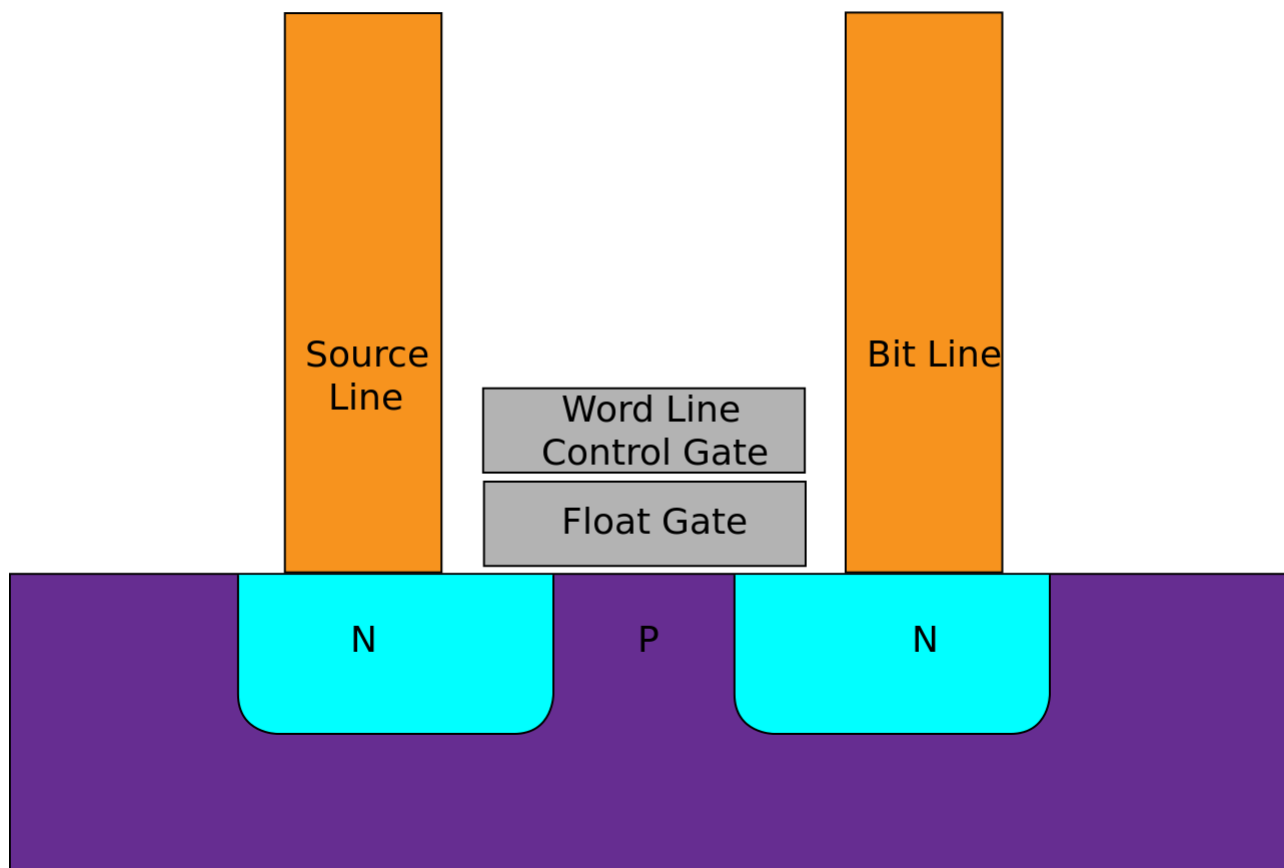 Source
Line
Bit Line
Word Line
Control Gate
Float Gate
N
P
N